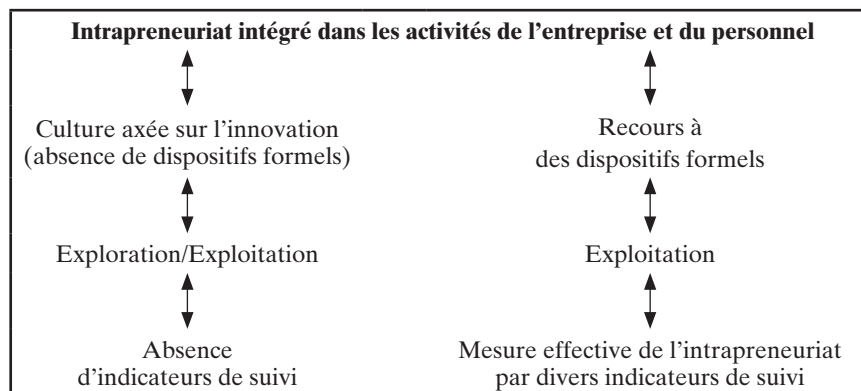 Intrapreneuriat intégré dans les activités de l'entreprise et du personnel
Culture axée sur l'innovation
(absence de dispositifs formels)
Recours à
des dispositifs formels
Exploration/Exploitation
Exploitation
Absence
d'indicateurs de suivi
Mesure effective de l'intrapreneuriat
par divers indicateurs de suivi